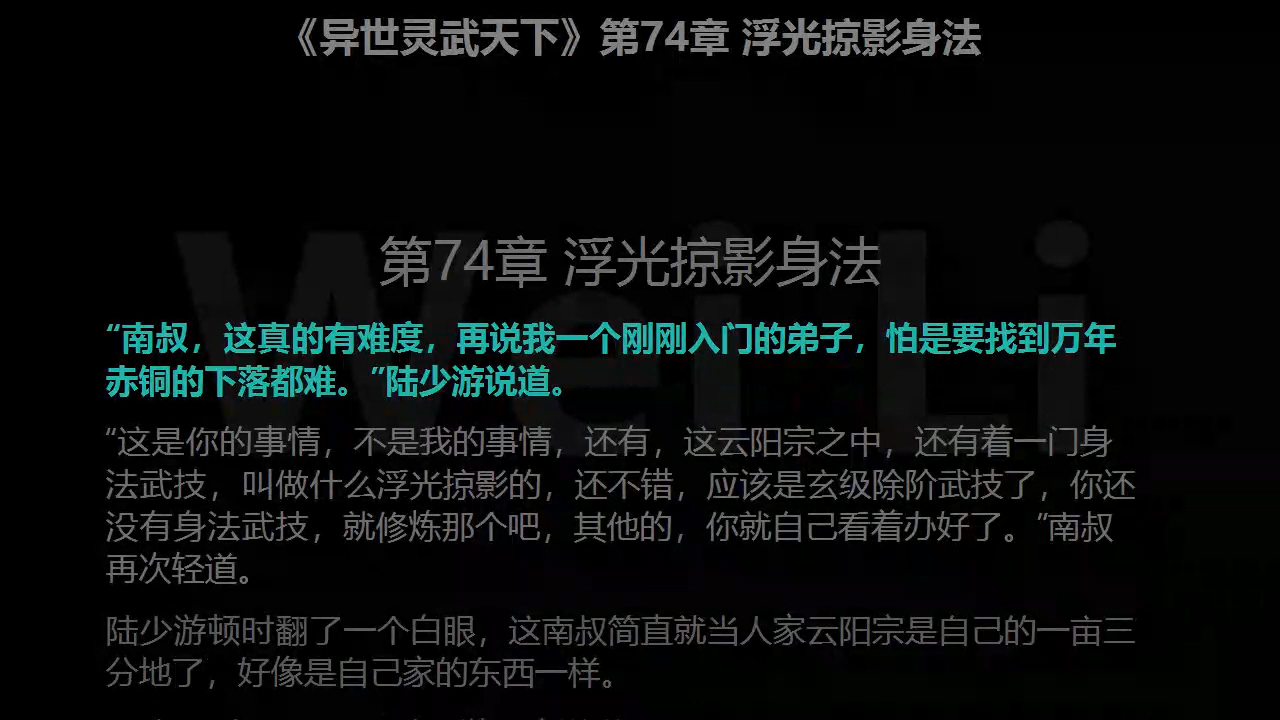 《异世灵武天下》第74章 浮光掠影身法
Wei Li
第74章 浮光掠影身法
“南叔，这真的有难度，再说我一个刚刚入门的弟子，怕是要找到万年
赤铜的下落都难。”陆少游说道。
“这是你的事情，不是我的事情，还有，这云阳宗之中，还有着一门身
法武技，叫做什么浮光掠影的，还不错，应该是玄级除阶武技了，你还
没有身法武技，就修炼那个吧，其他的，你就自己看着办好了。”南叔
再次轻道。
陆少游顿时翻了一个白眼，这南叔简直就当人家云阳宗是自己的一亩三
分地了，好像是自己家的东西一样。